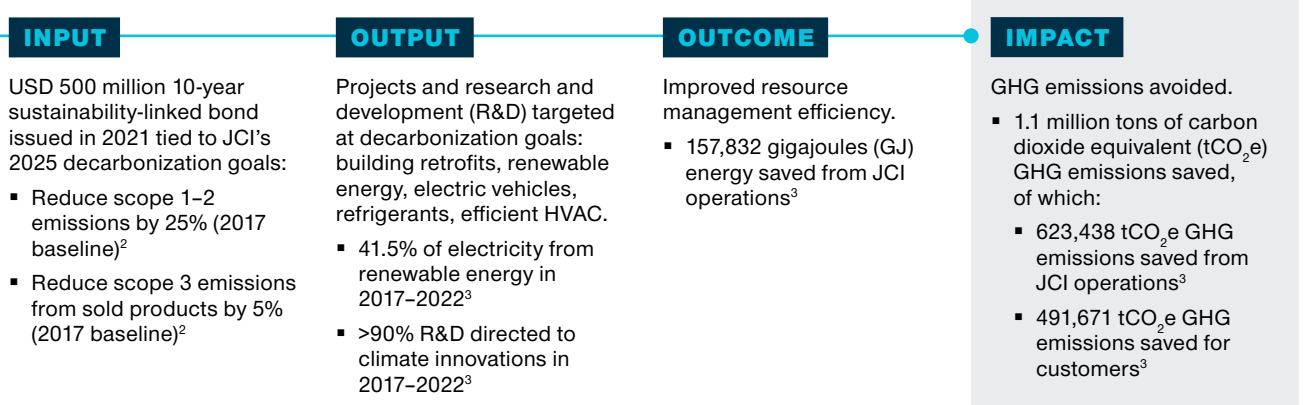 INPUT
USD 500 million 10-year
sustainability-linked bond
issued in 2021 tied to JCI’s
2025 decarbonization goals:
▪ Reduce scope 1–2
emissions by 25% (2017
baseline)²
▪ Reduce scope 3 emissions
from sold products by 5%
(2017 baseline)²
OUTPUT
Projects and research and
development (R&D) targeted
at decarbonization goals:
building retrofits, renewable
energy, electric vehicles,
refrigerants, efficient HVAC.
▪ 41.5% of electricity from
renewable energy in
2017–2022³
▪ >90% R&D directed to
climate innovations in
2017–2022³
OUTCOME
Improved resource
management efficiency.
▪ 157,832 gigajoules (GJ)
energy saved from JCI
operations³
IMPACT
GHG emissions avoided.
▪ 1.1 million tons of carbon
dioxide equivalent (tCO₂e)
GHG emissions saved,
of which:
▪ 623,438 tCO₂e GHG
emissions saved from
JCI operations³
▪ 491,671 tCO₂e GHG
emissions saved for
customers³